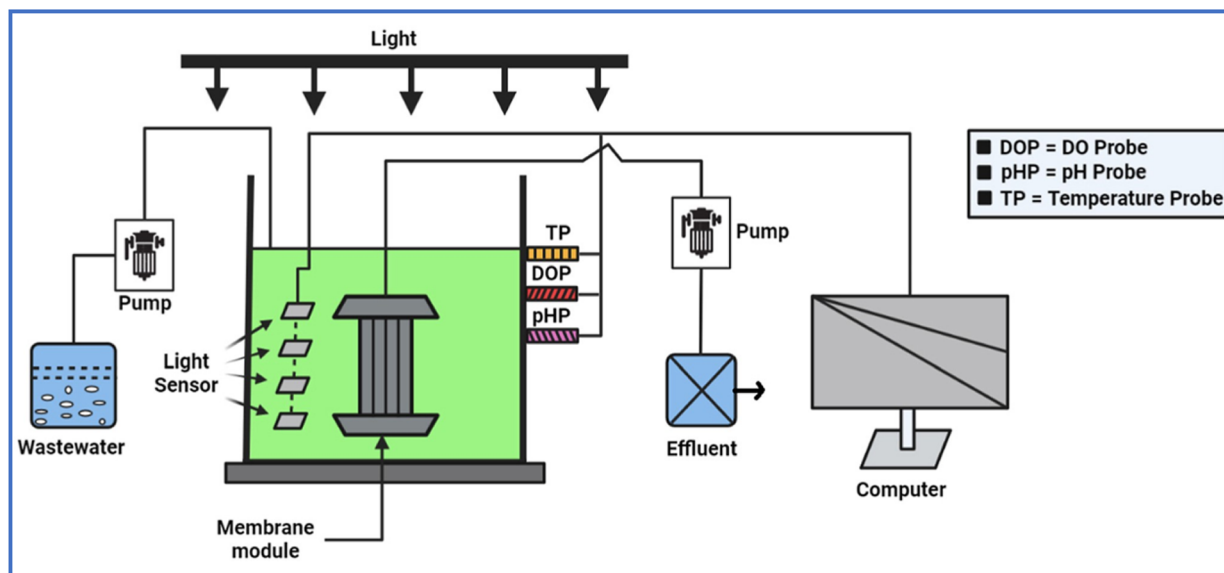 Light
DOP = DO Probe
pHP = pH Probe
TP = Temperature Probe
TP
DOP
pHP
Pump
Pump
Light
Sensor
Wastewater
Effluent
Computer
Membrane
module